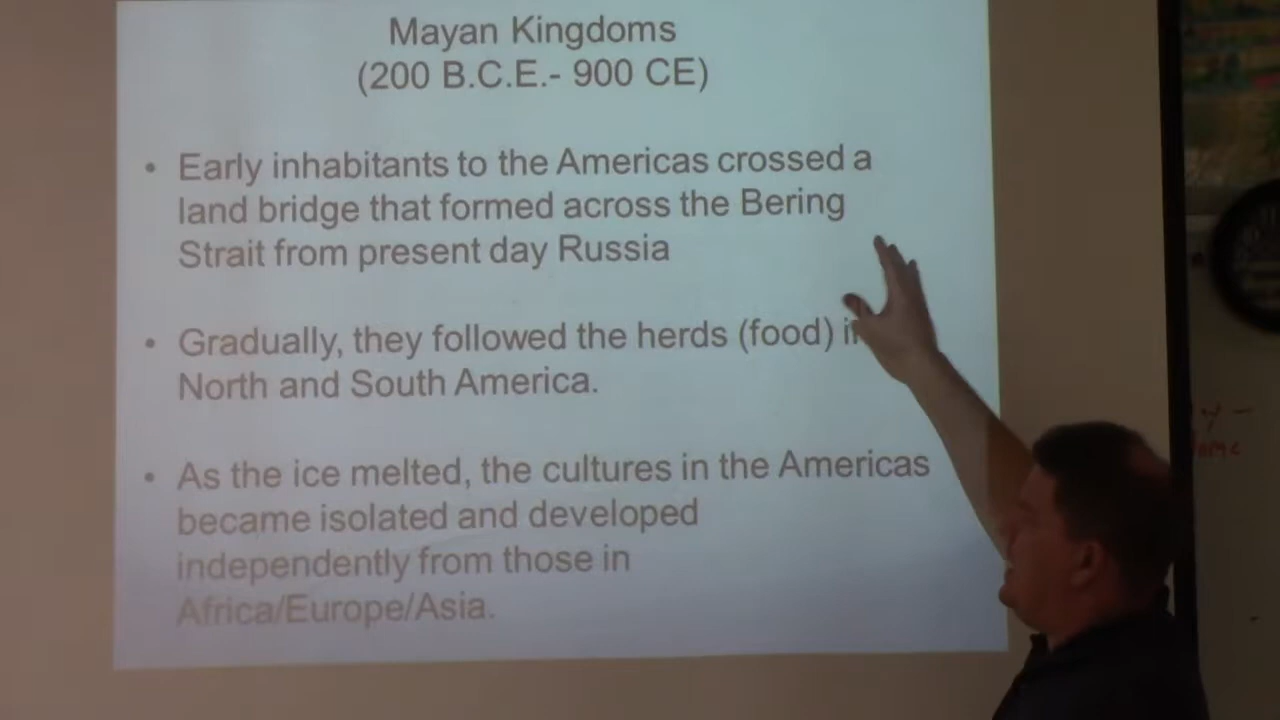 Mayan Kingdoms
(200 B.C.E.- 900 CE)
• Early inhabitants to the Americas crossed a
land bridge that formed across the Bering
Strait from present day Russia
• Gradually, they followed the herds (food)
North and South America.
• As the ice melted, the cultures in the Americas
became isolated and developed
independently from those in
Africa/Europe/Asia.